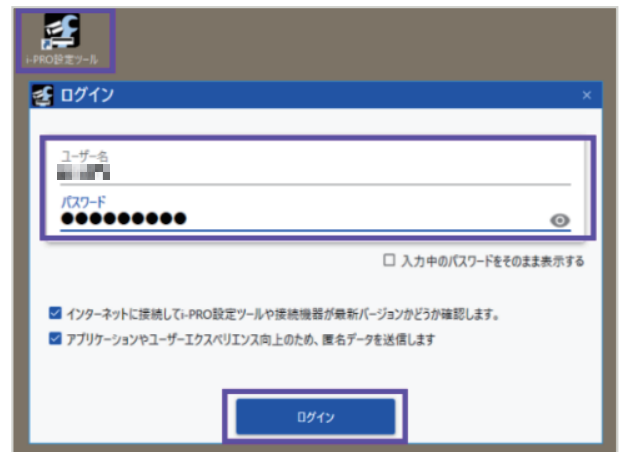 i-PRO設定ツール
ログイン
ユーザー名
パスワード
入力中のパスワードをそのまま表示する
インターネットに接続してi-PRO設定ツールや接続機器が最新バージョンかどうか確認します。
アプリケーションやユーザーエクスペリエンス向上のため、匿名データを送信します
ログイン